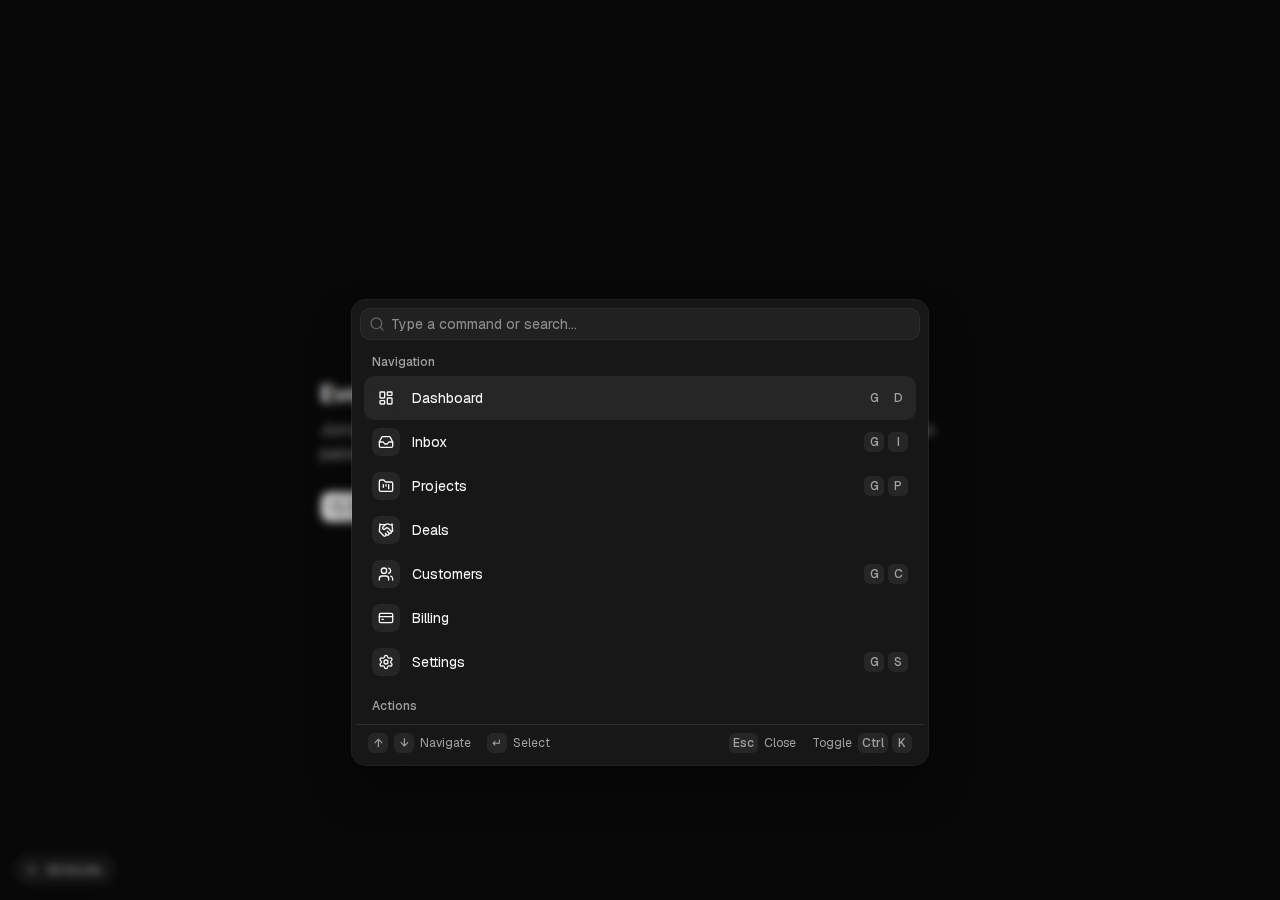 Type a command or search...
Navigation
Dashboard G D
Inbox G I
Projects G P
Deals
Customers G C
Billing
Settings G S
Actions
↑ ↓ Navigate ↵ Select Esc Close Toggle Ctrl K